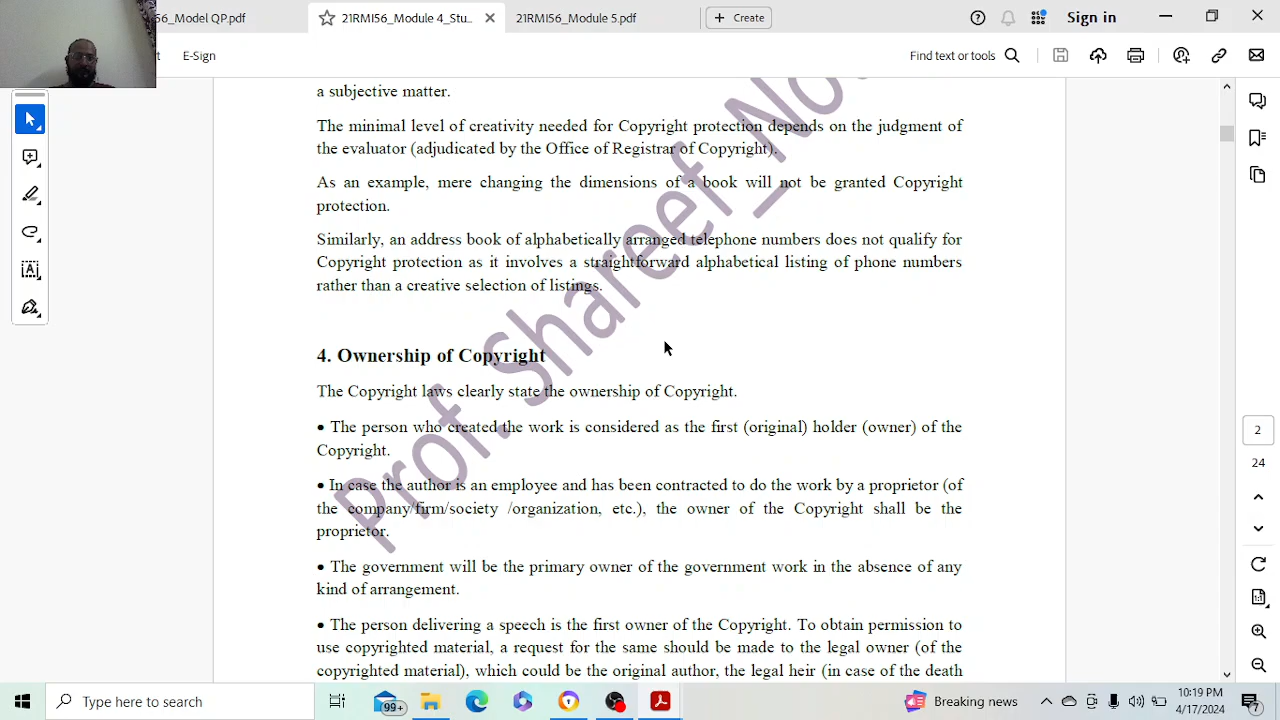 56_Model QP.pdf
21RMI56_Module 4_Stu...
21RMI56_Module 5.pdf
+ Create
Sign in
E-Sign
Find text or tools
a subjective matter.
The minimal level of creativity needed for Copyright protection depends on the judgment of
the evaluator (adjudicated by the Office of Registrar of Copyright).
As an example, mere changing the dimensions of a book will not be granted Copyright
protection.
Similarly, an address book of alphabetically arranged telephone numbers does not qualify for
Copyright protection as it involves a straightforward alphabetical listing of phone numbers
rather than a creative selection of listings.
4. Ownership of Copyright
The Copyright laws clearly state the ownership of Copyright.
• The person who created the work is considered as the first (original) holder (owner) of the
Copyright.
• In case the author is an employee and has been contracted to do the work by a proprietor (of
the company/firm/society /organization, etc.), the owner of the Copyright shall be the
proprietor.
• The government will be the primary owner of the government work in the absence of any
kind of arrangement.
• The person delivering a speech is the first owner of the Copyright. To obtain permission to
use copyrighted material, a request for the same should be made to the legal owner (of the
copyrighted material), which could be the original author, the legal heir (in case of the death
Prof. Shareef_No
2
24
Type here to search
99+
Breaking news
10:19 PM
4/17/2024
7